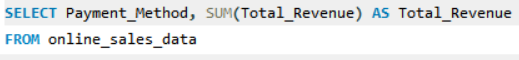 SELECT Payment_Method, SUM(Total_Revenue) AS Total_Revenue
FROM online_sales_data